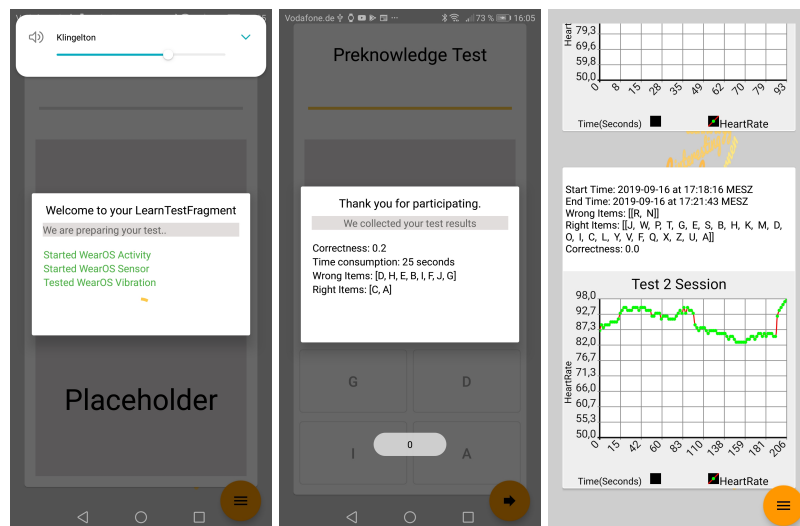 Klingelton
Welcome to your LearnTestFragment
We are preparing your test..
Started WearOS Activity
Started WearOS Sensor
Tested WearOS Vibration
Placeholder
Vodafone.de 73 % 16:05
Preknowledge Test
Thank you for participating.
We collected your test results
Correctness: 0.2
Time consumption: 25 seconds
Wrong Items: [D, H, E, B, I, F, J, G]
Right Items: [C, A]
G D
I A
0
79,3
69,6
59,8
50,0
Heart
0 8 15 28 35 49 62 70 79 93
Time(Seconds) HeartRate
Start Time: 2019-09-16 at 17:18:16 MESZ
End Time: 2019-09-16 at 17:21:43 MESZ
Wrong Items: [[R, N]]
Right Items: [[J, W, P, T, G, E, S, B, H, K, M, D,
O, I, C, L, Y, V, F, Q, X, Z, U, A]]
Correctness: 0.0
Test 2 Session
98,0
92,7
87,3
82,0
76,7
71,3
66,0
60,7
55,3
50,0
HeartRate
0 15 42 60 83 110 138 159 181 206
Time(Seconds) HeartRate